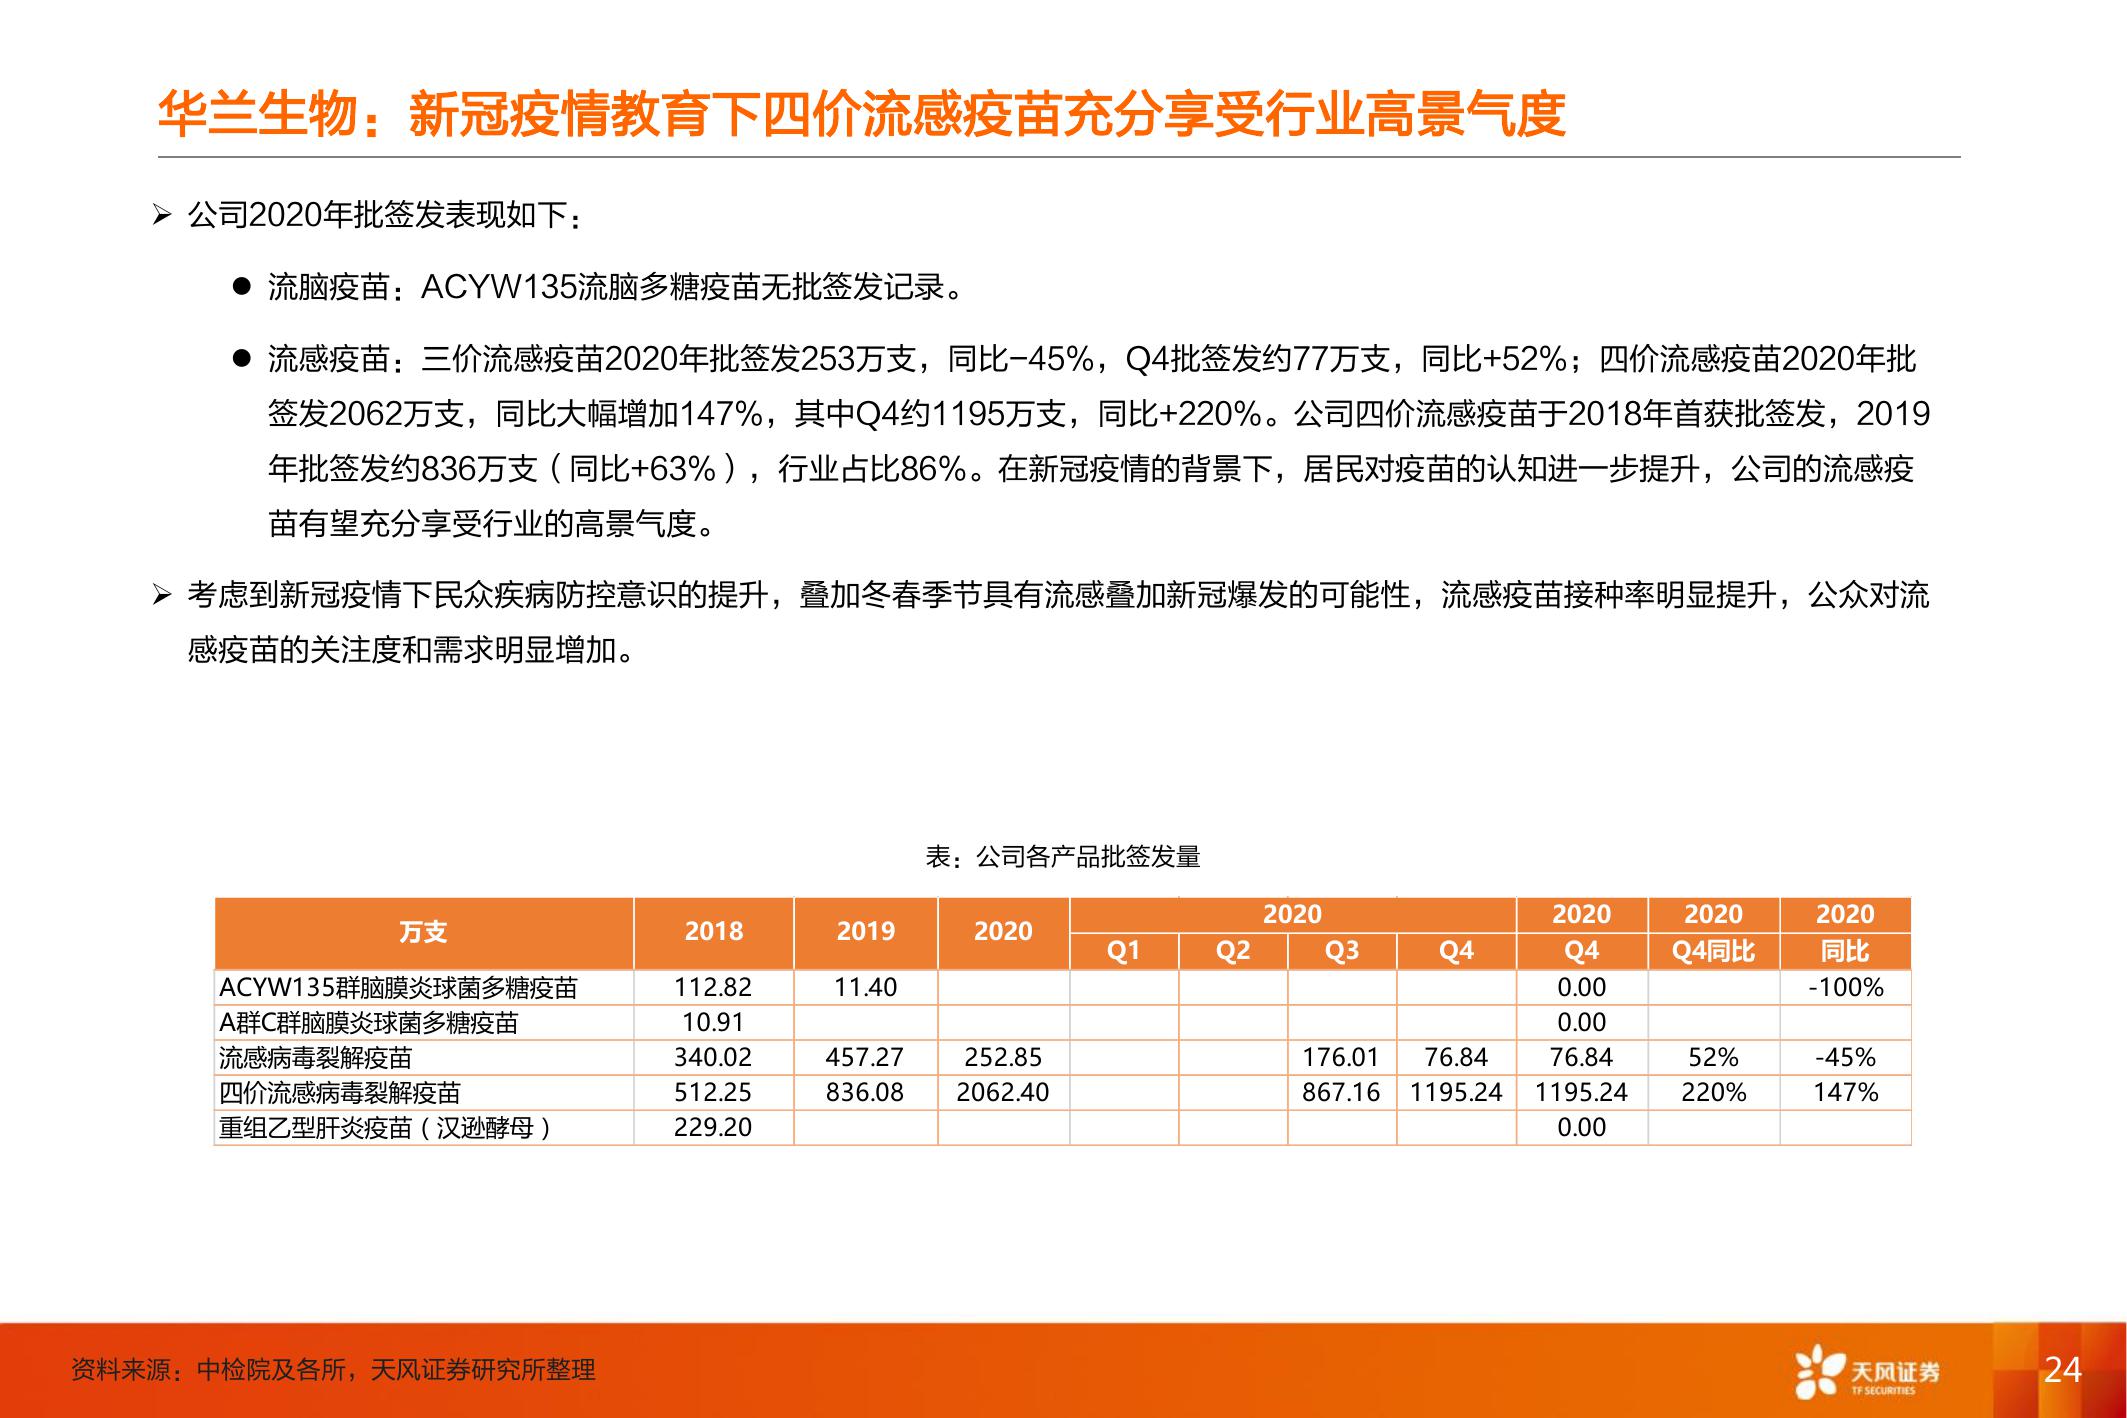 华兰生物：新冠疫情教育下四价流感疫苗充分享受行业高景气度
➢ 公司2020年批签发表现如下：
● 流脑疫苗：ACYW135流脑多糖疫苗无批签发记录。
● 流感疫苗：三价流感疫苗2020年批签发253万支，同比-45%，Q4批签发约77万支，同比+52%；四价流感疫苗2020年批
签发2062万支，同比大幅增加147%，其中Q4约1195万支，同比+220%。公司四价流感疫苗于2018年首获批签发，2019
年批签发约836万支（同比+63%），行业占比86%。在新冠疫情的背景下，居民对疫苗的认知进一步提升，公司的流感疫
苗有望充分享受行业的高景气度。
➢ 考虑到新冠疫情下民众疾病防控意识的提升，叠加冬春季节具有流感叠加新冠爆发的可能性，流感疫苗接种率明显提升，公众对流
感疫苗的关注度和需求明显增加。
表：公司各产品批签发量
万支 2018 2019 2020 2020 2020 2020 2020
Q1 Q2 Q3 Q4 Q4 Q4同比 同比
ACYW135群脑膜炎球菌多糖疫苗 112.82 11.40 0.00 -100%
A群C群脑膜炎球菌多糖疫苗 10.91 0.00
流感病毒裂解疫苗 340.02 457.27 252.85 176.01 76.84 76.84 52% -45%
四价流感病毒裂解疫苗 512.25 836.08 2062.40 867.16 1195.24 1195.24 220% 147%
重组乙型肝炎疫苗（汉逊酵母） 229.20 0.00
资料来源：中检院及各所，天风证券研究所整理
天风证券
TF SECURITIES
24